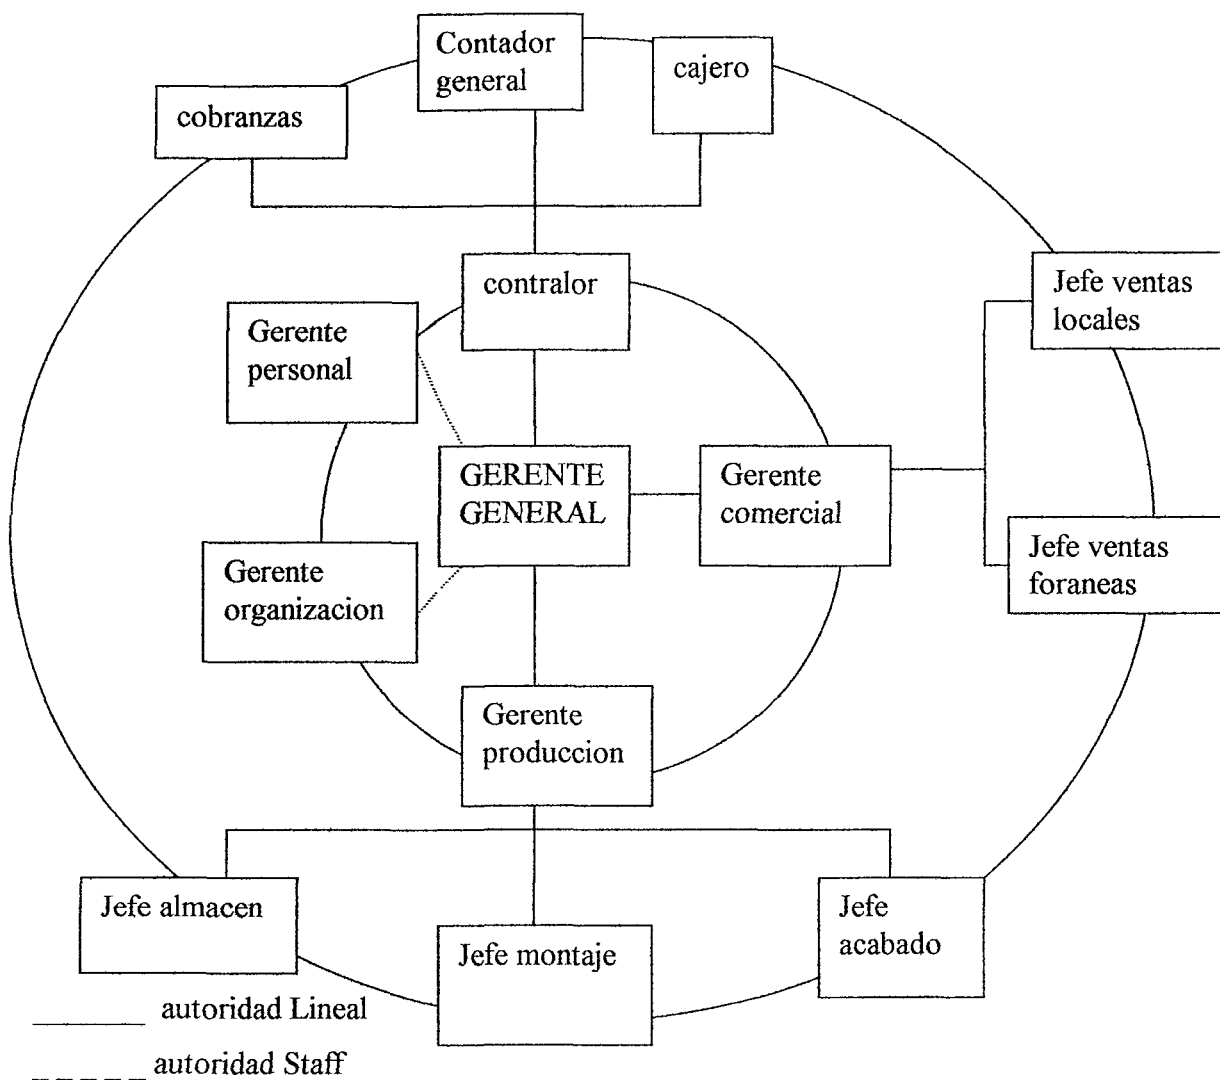 Contador
general
cajero
cobranzas
contralor
Jefe ventas
locales
Gerente
personal
GERENTE
GENERAL
Gerente
comercial
Jefe ventas
foraneas
Gerente
organizacion
Gerente
produccion
Jefe almacen
Jefe montaje
Jefe
acabado
autoridad Lineal
autoridad Staff